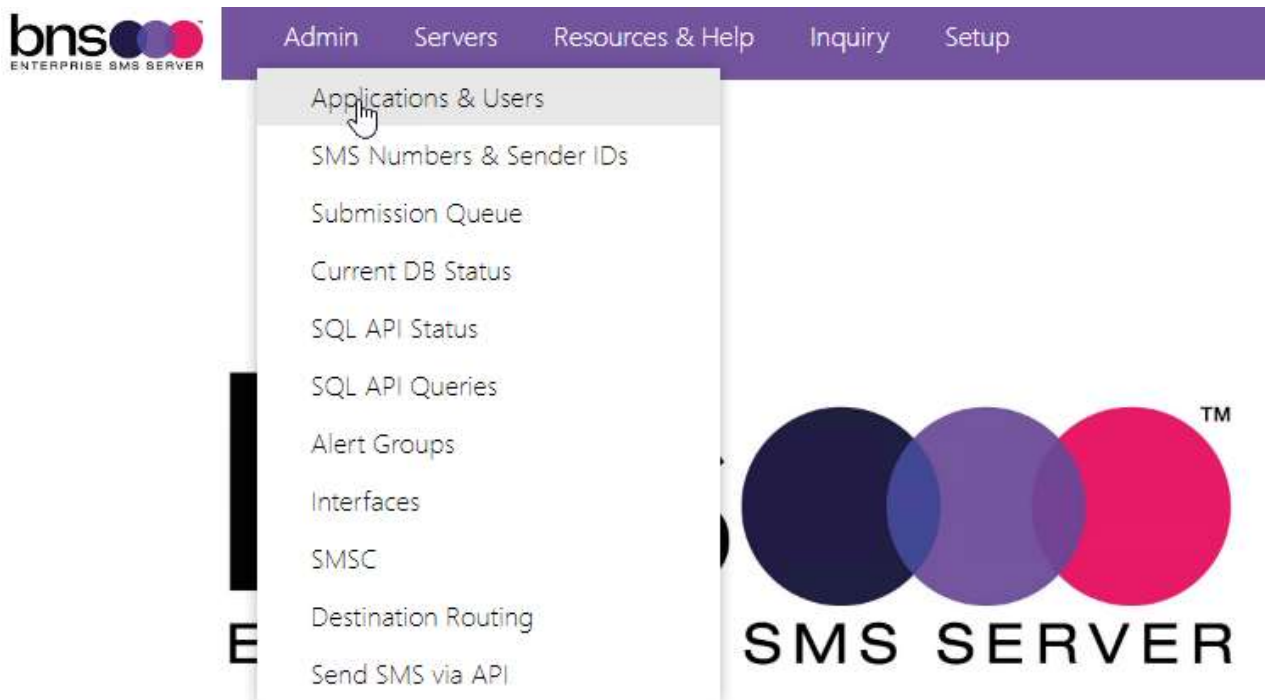 bns
ENTERPRISE SMS SERVER
Admin Servers Resources & Help Inquiry Setup
Applications & Users
SMS Numbers & Sender IDs
Submission Queue
Current DB Status
SQL API Status
SQL API Queries
Alert Groups
Interfaces
SMSC
Destination Routing
Send SMS via API
TM
SMS SERVER